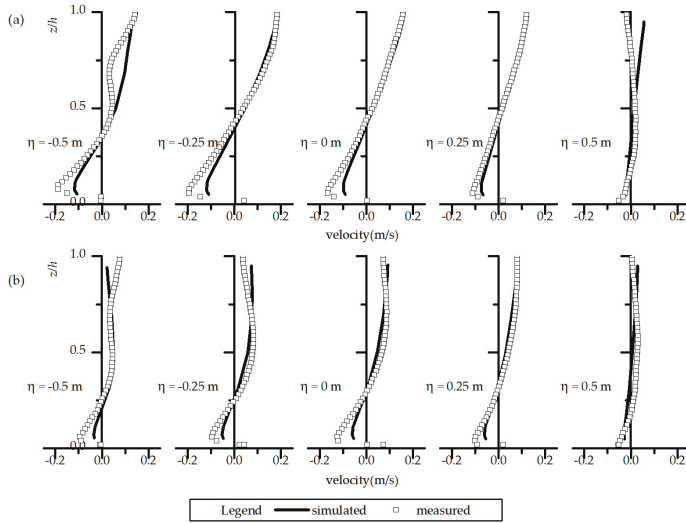 (a)
z/h
1.0
0.5
0.0
η = -0.5 m
η = -0.25 m
η = 0 m
η = 0.25 m
η = 0.5 m
-0.2 0.0 0.2 -0.2 0.0 0.2 -0.2 0.0 0.2 -0.2 0.0 0.2 -0.2 0.0 0.2
velocity(m/s)
(b)
z/h
1.0
0.5
η = -0.5 m
η = -0.25 m
η = 0 m
η = 0.25 m
η = 0.5 m
-0.2 0.0 0.2 -0.2 0.0 0.2 -0.2 0.0 0.2 -0.2 0.0 0.2 -0.2 0.0 0.2
velocity(m/s)
Legend simulated measured